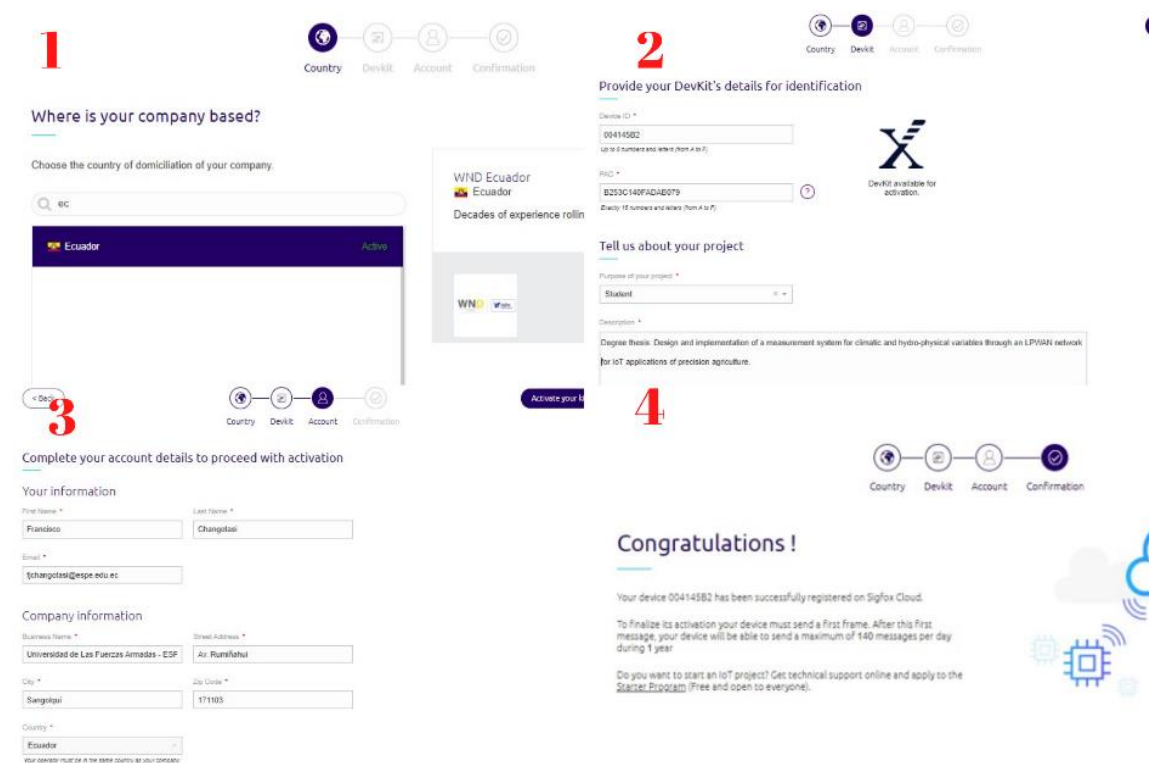 1
Country Devkit Account Confirmation
Where is your company based?
Choose the country of domiciliation of your company.
ec
Ecuador Active
WND Ecuador
Ecuador
Decades of experience rollin
WND
< Back
Activate your ki
2
Country Devkit Account Confirmation
Provide your DevKit's details for identification
Device ID *
004145B2
Up to 8 numbers and letters (from A to F)
PAC *
B253C140FADAB079
?
Exactly 16 numbers and letters (from A to F)
DevKit available for
activation.
Tell us about your project
Purpose of your project *
Student
Description *
Degree thesis. Design and implementation of a measurement system for climatic and hydro-physical variables through an LPWAN network
for IoT applications of precision agriculture.
3
Country Devkit Account Confirmation
Complete your account details to proceed with activation
Your information
First Name * Last Name *
Francisco Changotasi
Email *
fjchangotasi@espe.edu.ec
Company information
Business Name * Street Address *
Universidad de Las Fuerzas Armadas - ESF Av. Rumiñahui
City * Zip Code *
Sangolqui 171103
Country *
Ecuador
Your operator must be in the same country as your company
4
Country Devkit Account Confirmation
Congratulations !
Your device 004145B2 has been successfully registered on Sigfox Cloud.
To finalize its activation your device must send a first frame. After this first
message, your device will be able to send a maximum of 140 messages per day
during 1 year
Do you want to start an IoT project? Get technical support online and apply to the
Starter Program (Free and open to everyone).